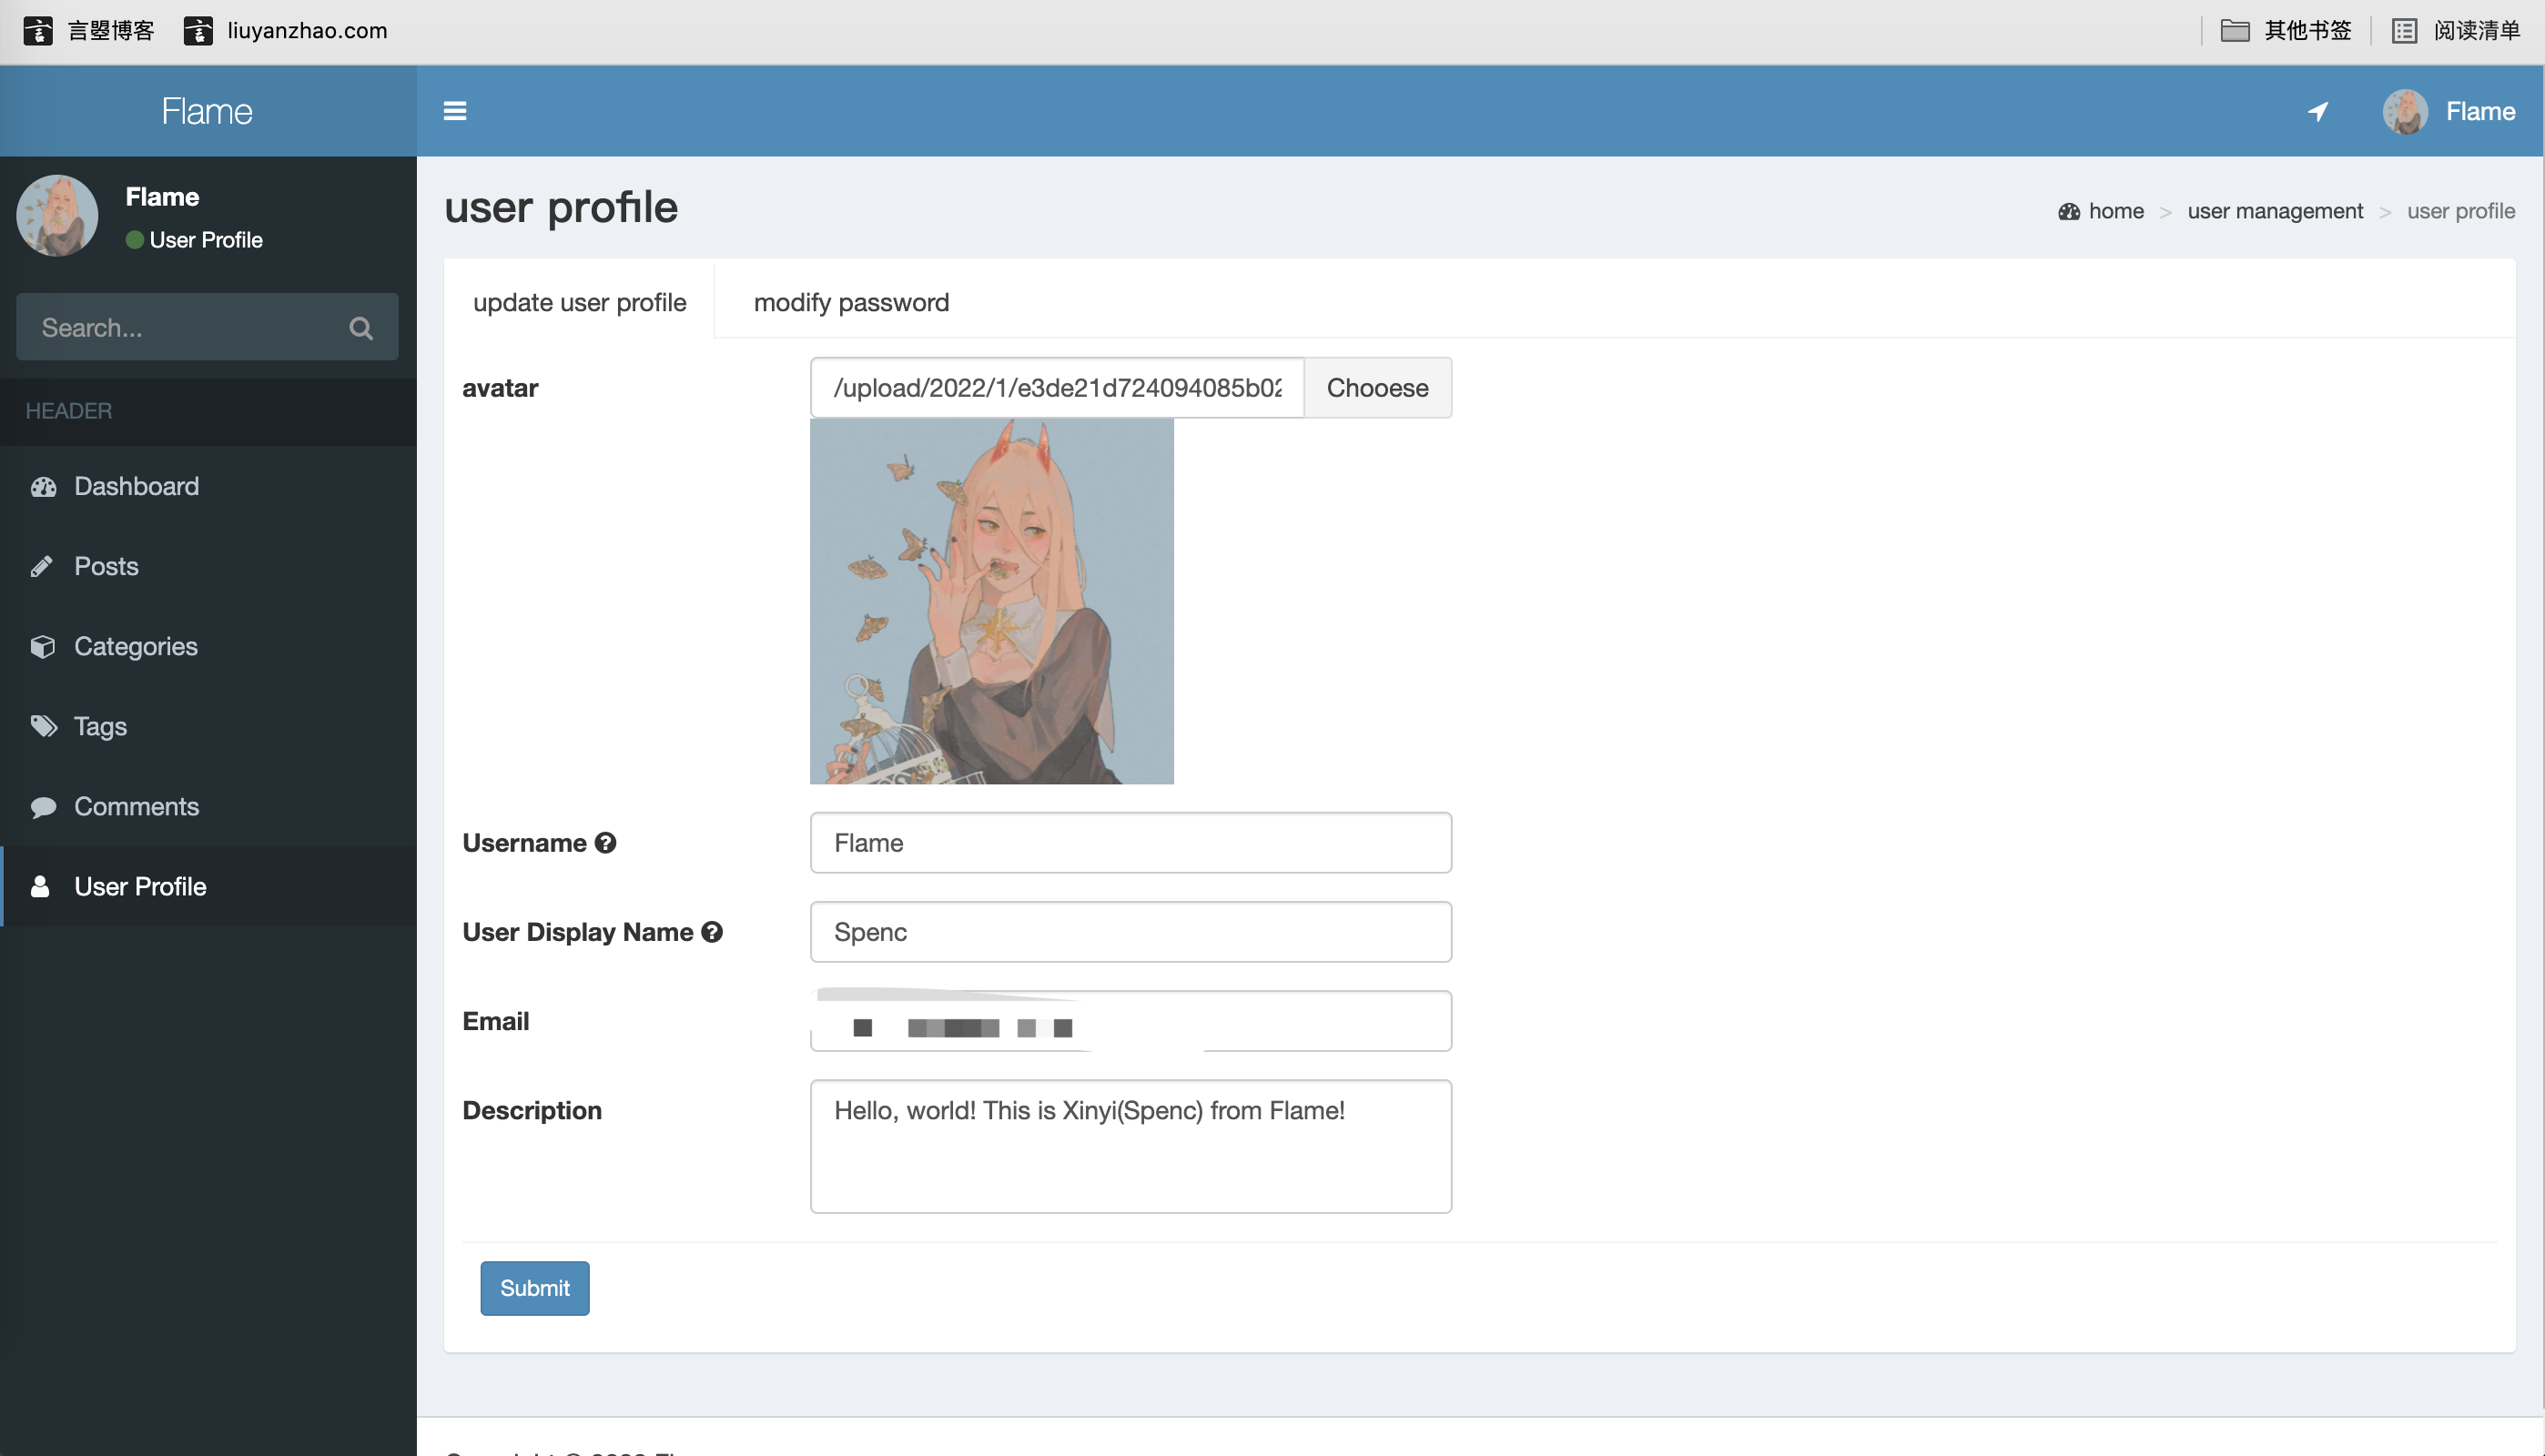 言曌博客 liuyanzhao.com 其他书签 阅读清单
Flame Flame
Flame
User Profile
Search...
HEADER
Dashboard
Posts
Categories
Tags
Comments
User Profile
user profile
home > user management > user profile
update user profile modify password
avatar /upload/2022/1/e3de21d724094085b02 Chooese
Username Flame
User Display Name Spenc
Email
Description Hello, world! This is Xinyi(Spenc) from Flame!
Submit